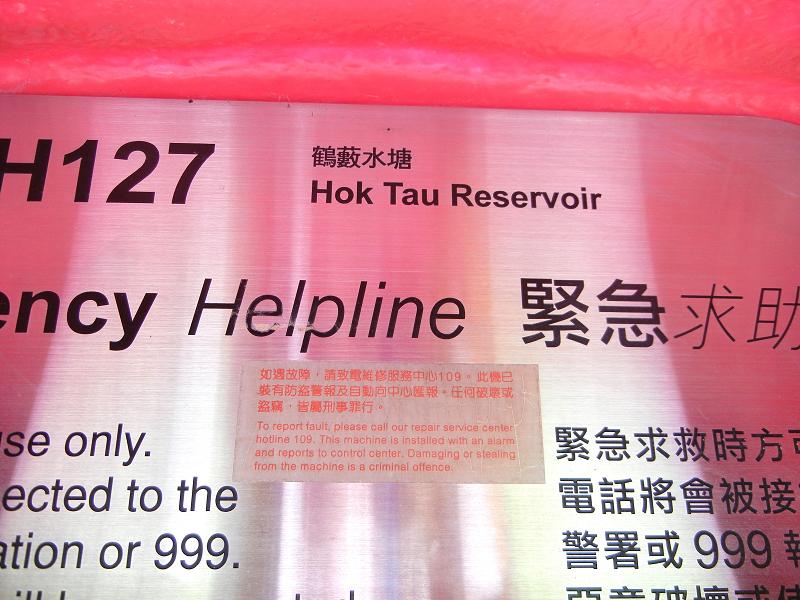 H127
鶴藪水塘
Hok Tau Reservoir
ency Helpline 緊急求助
如遇故障，請致電維修服務中心109。此機已
裝有防盜警報及自動向中心匯報。任何破壞或
盜竊，皆屬刑事罪行。
To report fault, please call our repair service center
hotline 109. This machine is installed with an alarm
and reports to control center. Damaging or stealing
from the machine is a criminal offence.
use only.
ected to the
ation or 999.
緊急求救時方可
電話將會被接
警署或 999 報